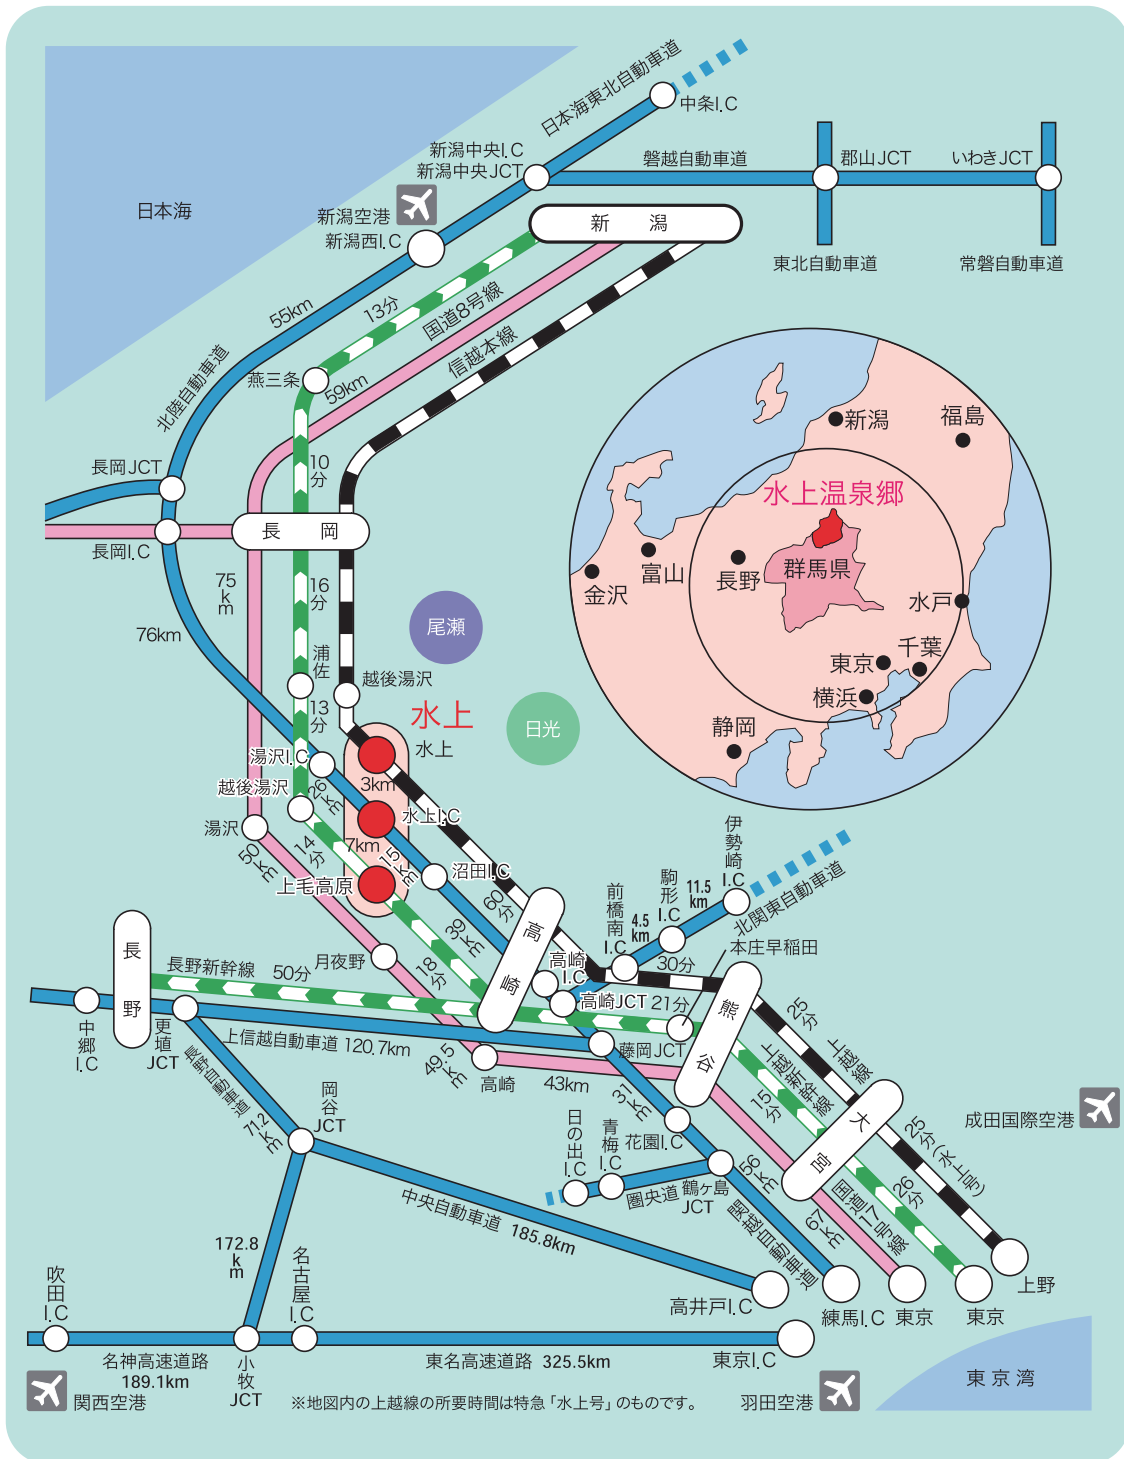 日本海東北自動車道
中条I.C
新潟中央I.C
新潟中央JCT
磐越自動車道
郡山JCT
いわきJCT
日本海
新潟空港
新潟西I.C
新潟
東北自動車道
常磐自動車道
55km
13分
国道8号線
信越本線
北陸自動車道
燕三条
59km
新潟
福島
長岡JCT
10分
水上温泉郷
長岡I.C
長岡
富山
長野
群馬県
金沢
水戸
75km
16分
尾瀬
76km
浦佐
越後湯沢
千葉
東京
横浜
13分
水上
水上
日光
静岡
湯沢I.C
越後湯沢
26km
3km
水上I.C
湯沢
50km
14分
7km
15km
沼田I.C
上毛高原
60分
伊勢崎I.C
駒形I.C
11.5km
前橋南I.C
4.5km
北関東自動車道
39km
高崎
長野
長野新幹線
50分
月夜野
18分
高崎I.C
30分
本庄早稲田
高崎JCT
21分
熊谷
25分
上越線
中郷I.C
更埴JCT
上信越自動車道 120.7km
藤岡JCT
上越新幹線
49.5km
高崎
43km
15分
長野自動車道
71.2km
岡谷JCT
31km
花園I.C
大宮
成田国際空港
日の出I.C
青梅I.C
圏央道
鶴ヶ島JCT
56km
25分(水上号)
26分
中央自動車道 185.8km
関越自動車道
国道17号線
67km
172.8km
名古屋I.C
吹田I.C
高井戸I.C
練馬I.C
東京
東京
上野
名神高速道路
189.1km
小牧JCT
東名高速道路 325.5km
東京I.C
東京湾
関西空港
※地図内の上越線の所要時間は特急「水上号」のものです。
羽田空港